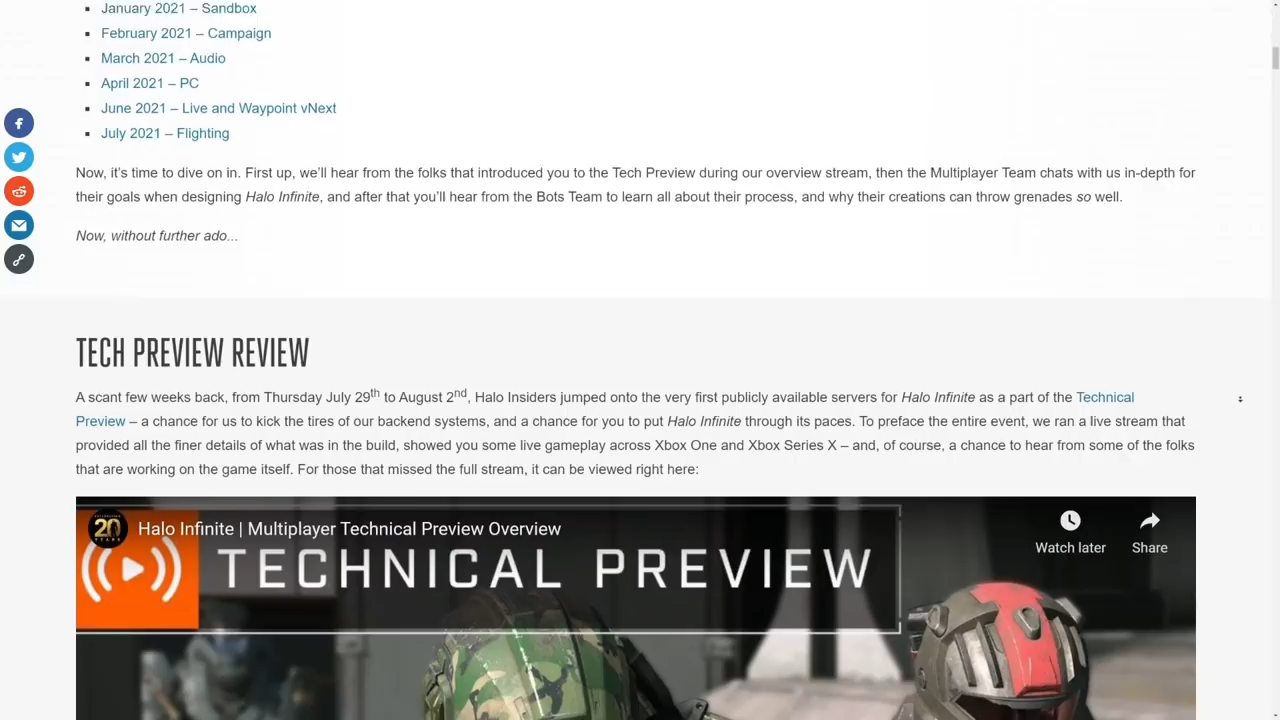 January 2021 – Sandbox
February 2021 – Campaign
March 2021 – Audio
April 2021 – PC
June 2021 – Live and Waypoint vNext
July 2021 – Flighting
Now, it's time to dive on in. First up, we'll hear from the folks that introduced you to the Tech Preview during our overview stream, then the Multiplayer Team chats with us in-depth for
their goals when designing Halo Infinite, and after that you'll hear from the Bots Team to learn all about their process, and why their creations can throw grenades so well.
Now, without further ado...
TECH PREVIEW REVIEW
A scant few weeks back, from Thursday July 29th to August 2nd, Halo Insiders jumped onto the very first publicly available servers for Halo Infinite as a part of the Technical
Preview – a chance for us to kick the tires of our backend systems, and a chance for you to put Halo Infinite through its paces. To preface the entire event, we ran a live stream that
provided all the finer details of what was in the build, showed you some live gameplay across Xbox One and Xbox Series X – and, of course, a chance to hear from some of the folks
that are working on the game itself. For those that missed the full stream, it can be viewed right here:
20
Halo Infinite | Multiplayer Technical Preview Overview
Watch later
Share
TECHNICAL PREVIEW